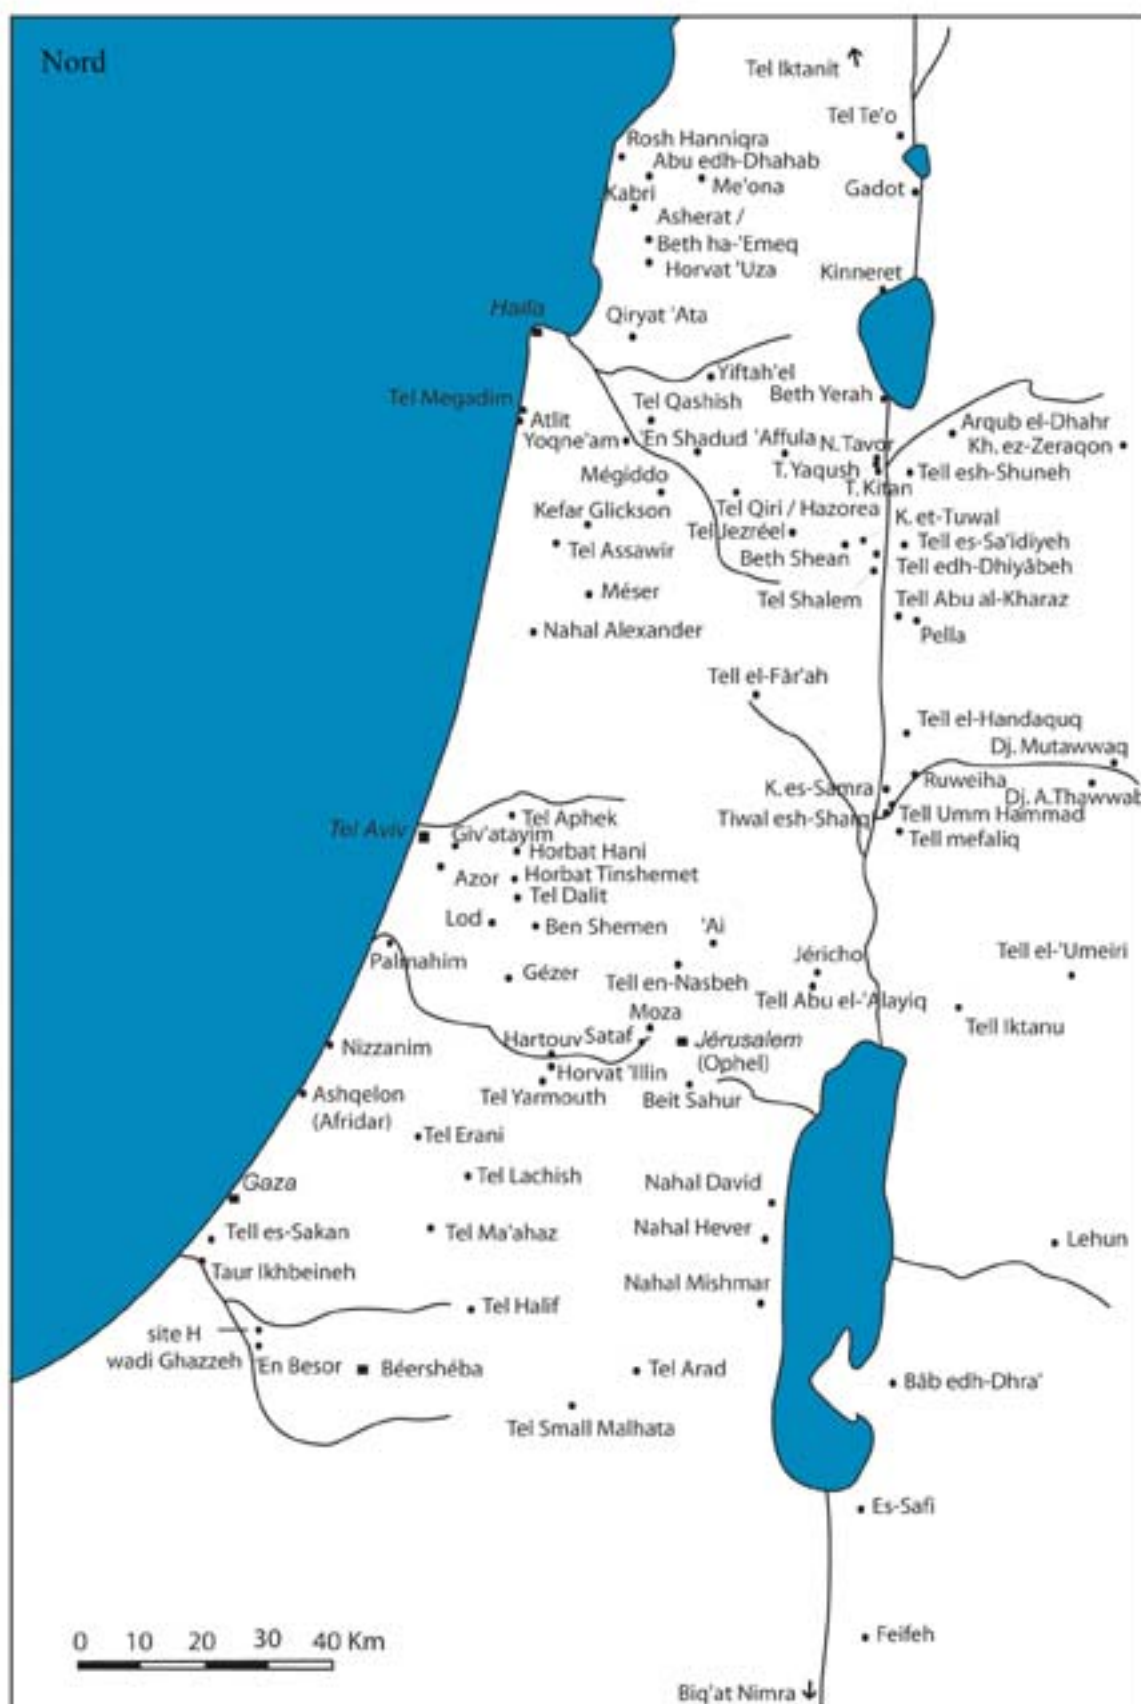 Nord
Tel Iktanit
Tel Te'o
Rosh Hanniqra
Abu edh-Dhahab
Me'ona
Gadot
Kabri
Asherat /
Beth ha-'Emeq
Horvat 'Uza
Kinneret
Haifa
Qiryat 'Ata
Yiftah'el
Beth Yerah
Tel Megadim
Tel Qashish
Atlit
Arqub el-Dhahr
Yoqne'am
'En Shadud
'Affula
N. Tavor
Kh. ez-Zeraqon
T. Yaqush
Tell esh-Shuneh
Mégiddo
T. Kitan
Kefar Glickson
Tel Qiri / Hazorea
K. et-Tuwal
Tel Jezréel
Tel Assawir
Beth Shean
Tell es-Sa'idiyeh
Tell edh-Dhiyâbeh
Méser
Tel Shalem
Tell Abu al-Kharaz
Nahal Alexander
Pella
Tell el-Fâr'ah
Tell el-Handaquq
Dj. Mutawwaq
K. es-Samra
Ruweiha
Dj. A.Thawwab
Tel Aphek
Tiwal esh-Sharqi
Tell Umm Hammad
Tel Aviv
Giv'atayim
Tell mefaliq
Horbat Hani
Azor
Horbat Tinshemet
Tel Dalit
Lod
Ben Shemen
'Ai
Palmahim
Jéricho
Tell el-'Umeiri
Gézer
Tell en-Nasbeh
Tell Abu el-'Alayiq
Moza
Tell Iktanu
Nizzanim
Hartouv
Sataf
Jérusalem
(Ophel)
Horvat 'Illin
Ashqelon
(Afridar)
Tel Yarmouth
Beit Sahur
Tel Erani
Tel Lachish
Gaza
Nahal David
Tell es-Sakan
Tel Ma'ahaz
Nahal Hever
Lehun
Taur Ikhbeineh
Nahal Mishmar
Tel Halif
site H
wadi Ghazzeh
'En Besor
Béershéba
Tel Arad
Bâb edh-Dhra'
Tel Small Malhata
Es-Safi
Feifeh
0 10 20 30 40 Km
Biq'at Nimra